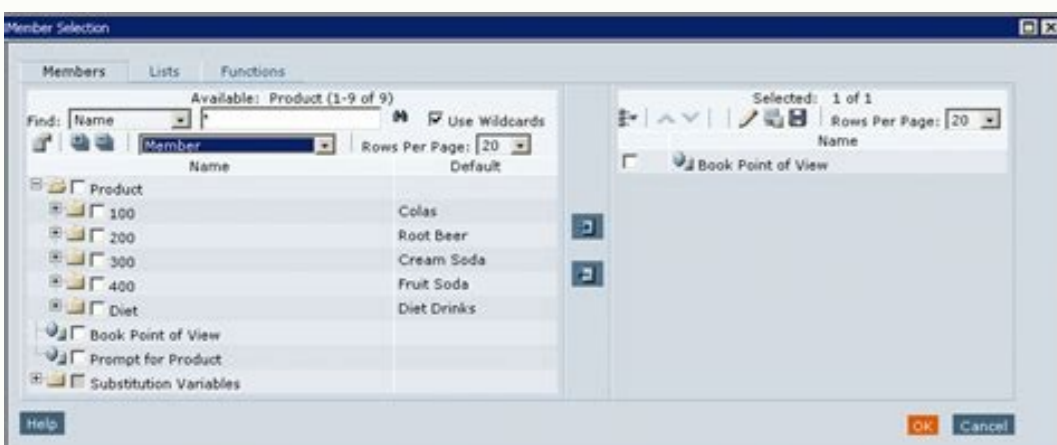 Member Selection
Members Lists Functions
Available: Product (1-9 of 9)
Find: Name * Use Wildcards
Member Rows Per Page: 20
Name Default
Product
100 Colas
200 Root Beer
300 Cream Soda
400 Fruit Soda
Diet Diet Drinks
Book Point of View
Prompt for Product
Substitution Variables
Selected: 1 of 1
Rows Per Page: 20
Name
Book Point of View
Help OK Cancel